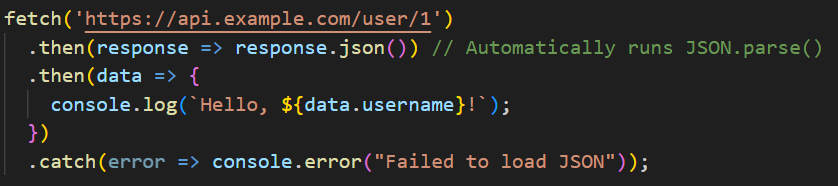 fetch('https://api.example.com/user/1')
  .then(response => response.json()) // Automatically runs JSON.parse()
  .then(data => {
    console.log(`Hello, ${data.username}!`);
  })
  .catch(error => console.error("Failed to load JSON"));